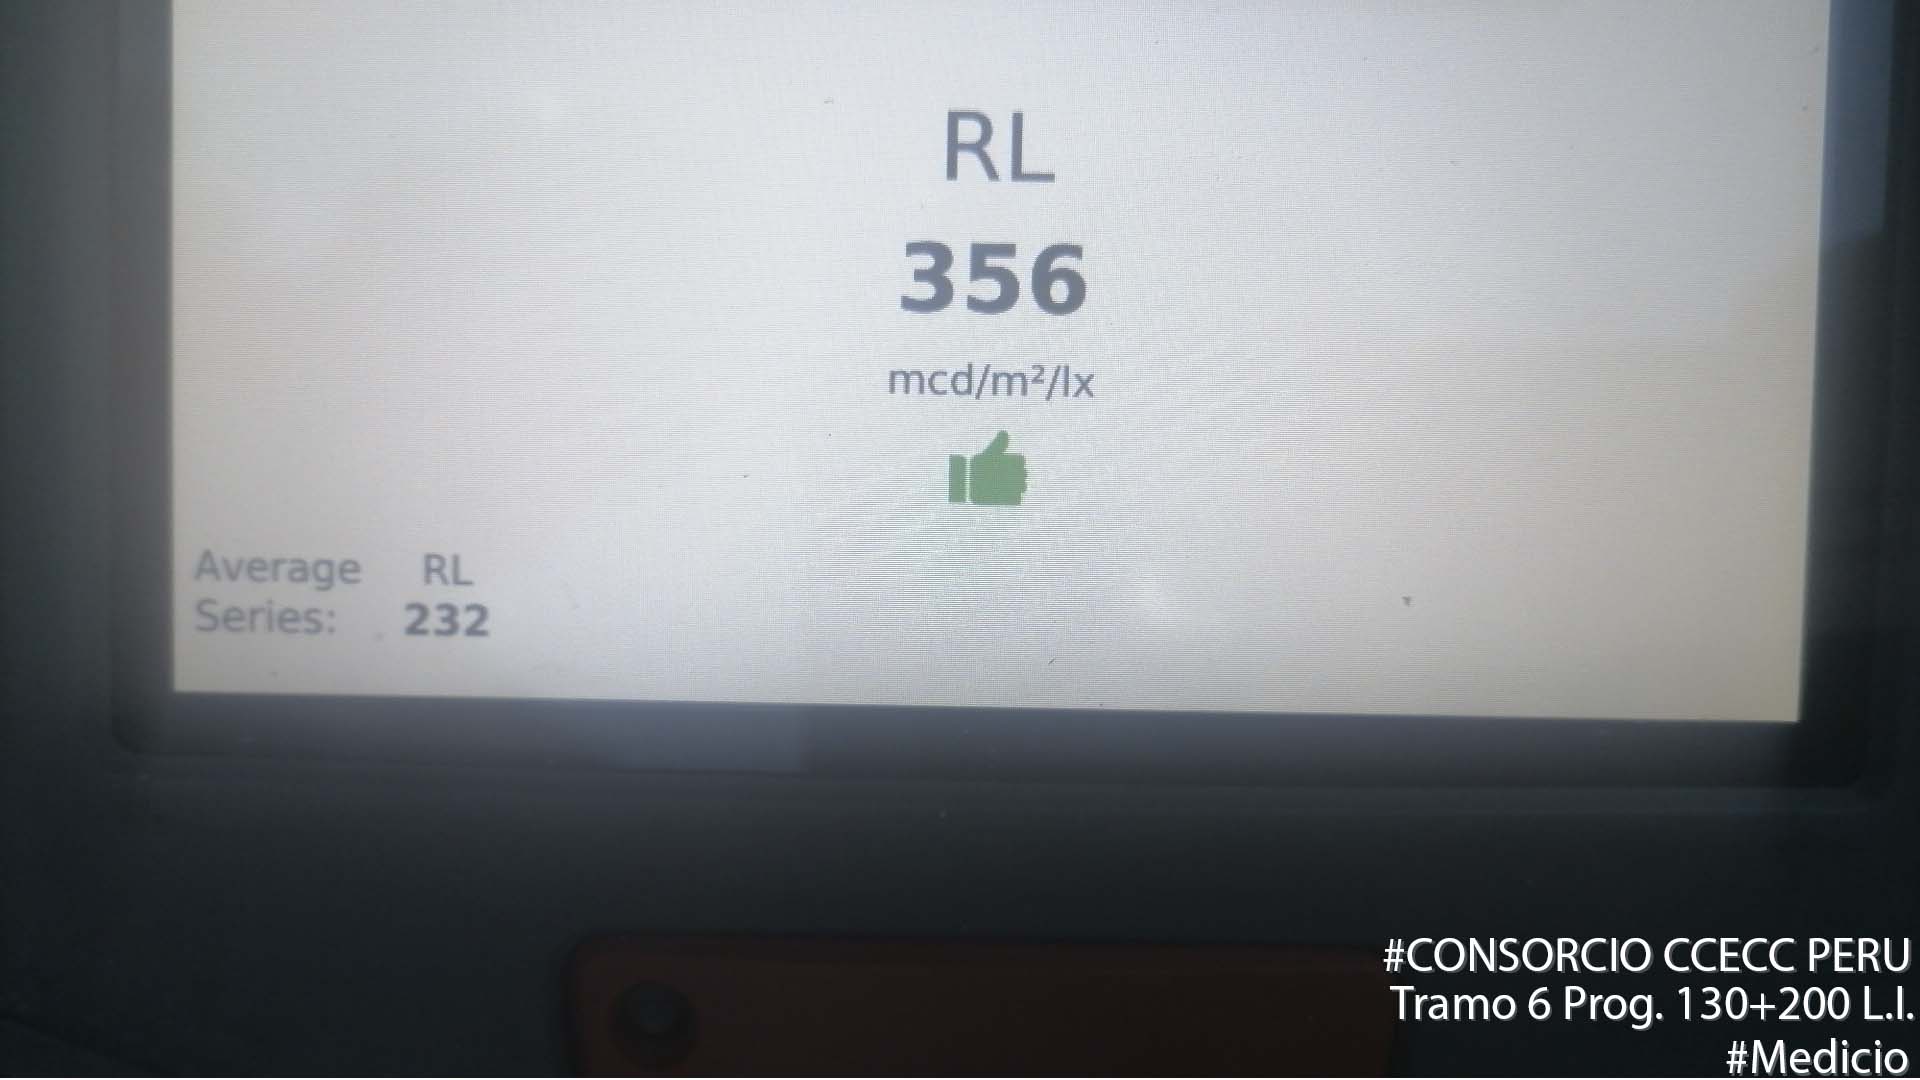 RL
356
mcd/m²/lx
Average RL
Series: 232
#CONSORCIO CCECC PERU
Tramo 6 Prog. 130+200 L.I.
#Medicio